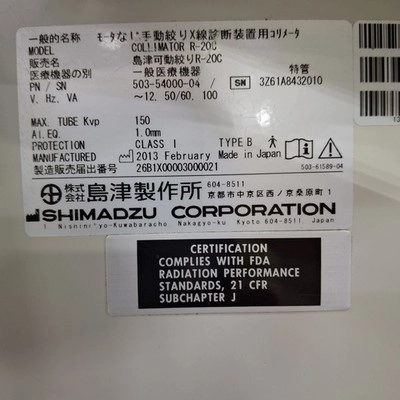 一般的名称 モータなし手動絞りX線診断装置用コリメータ
MODEL COLLIMATOR R-20C
販売名 島津可動絞りR-20C
医療機器の別 一般医療機器 特管
PN / SN 503-54000-04 / SN 3Z61A8432010
V. Hz. VA ~12. 50/60. 100
MAX. TUBE Kvp 150
Al. EQ. 1.0mm
PROTECTION CLASS I TYPE B
MANUFACTURED 2013 February Made in Japan
製造販売届出番号 26B1X00003000021
503-61589-04
株式会社 島津製作所 604-8511
京都市中京区西ノ京桑原町1
SHIMADZU CORPORATION
1 Nishino'yo-Kuwabaracho Nakagyo-ku Kyoto 604-8511, Japan
CERTIFICATION
COMPLIES WITH FDA
RADIATION PERFORMANCE
STANDARDS, 21 CFR
SUBCHAPTER J